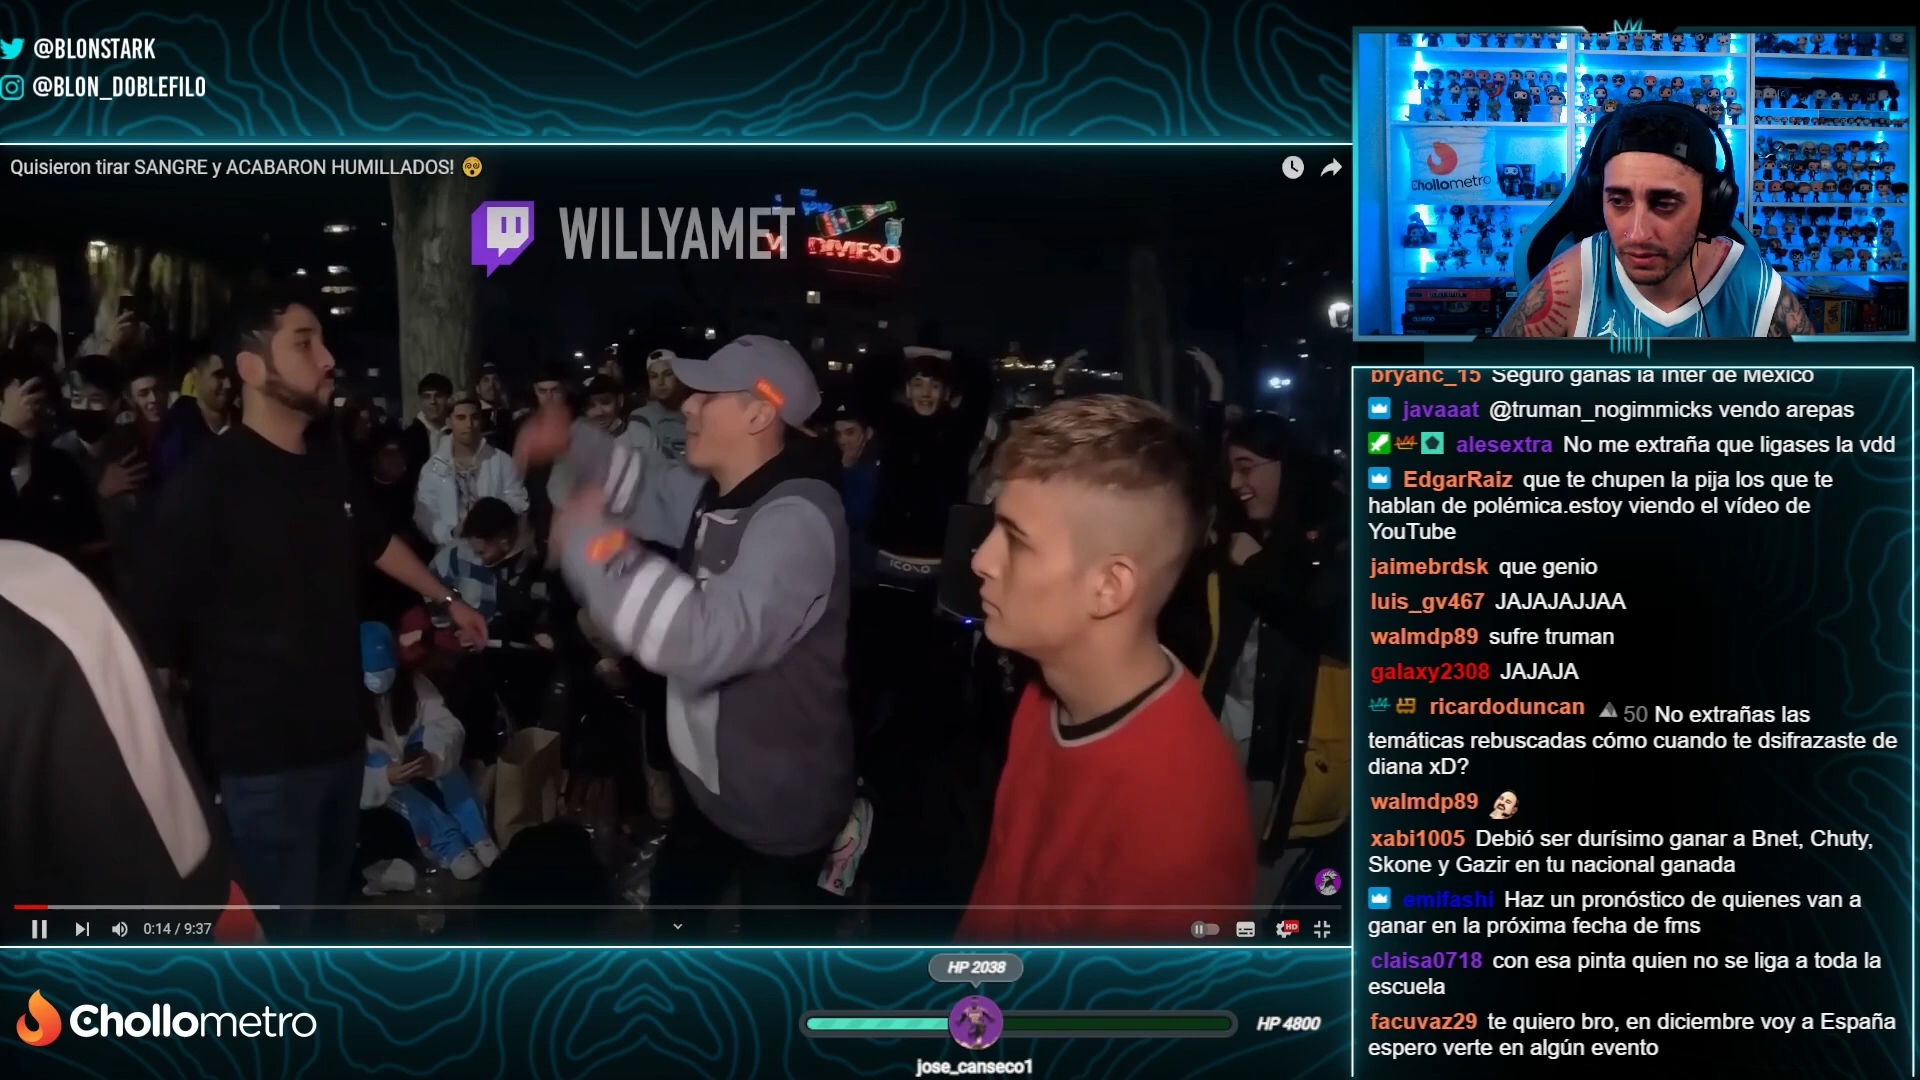 @BLONSTARK
@BLON_DOBLEFILO
Quisieron tirar SANGRE y ACABARON HUMILLADOS! 😵
WILLYAMET
DIVIESO
ICONO
0:14 / 9:37
HD
Chollometro
HP 2038
HP 4800
jose_canseco1
Chollometro
bryanc_15 Seguro ganas la Inter de Mexico
javaaat @truman_nogimmicks vendo arepas
alesextra No me extraña que ligases la vdd
EdgarRaiz que te chupen la pija los que te
hablan de polémica.estoy viendo el vídeo de
YouTube
jaimebrdsk que genio
luis_gv467 JAJAJAJJAA
walmdp89 sufre truman
galaxy2308 JAJAJA
ricardoduncan 50 No extrañas las
temáticas rebuscadas cómo cuando te dsifrazaste de
diana xD?
walmdp89
xabi1005 Debió ser durísimo ganar a Bnet, Chuty,
Skone y Gazir en tu nacional ganada
emifashi Haz un pronóstico de quienes van a
ganar en la próxima fecha de fms
claisa0718 con esa pinta quien no se liga a toda la
escuela
facuvaz29 te quiero bro, en diciembre voy a España
espero verte en algún evento